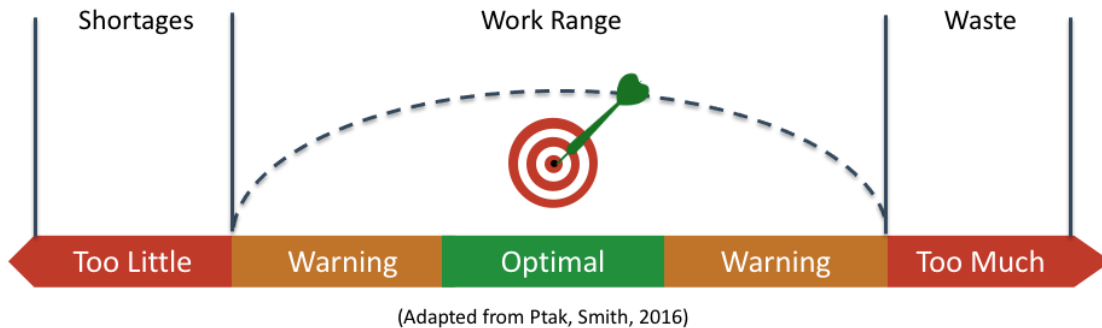 Shortages Work Range Waste
Too Little Warning Optimal Warning Too Much
(Adapted from Ptak, Smith, 2016)